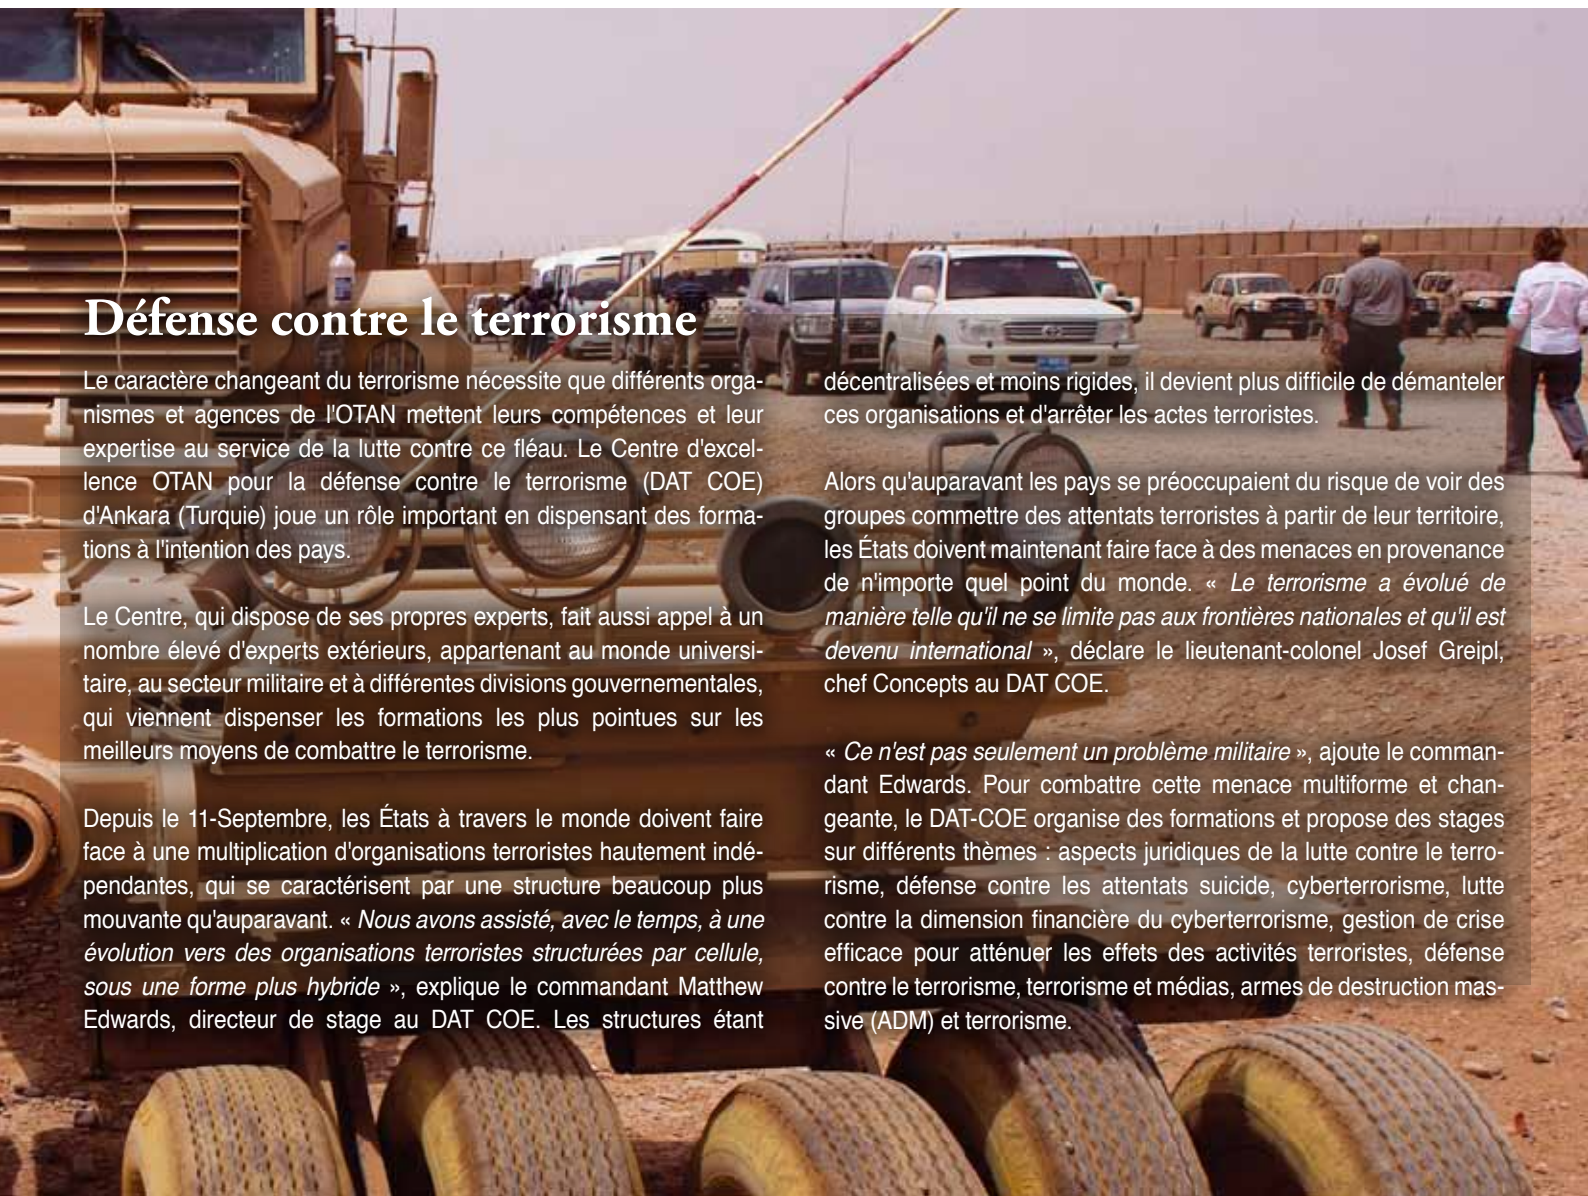 Défense contre le terrorisme
Le caractère changeant du terrorisme nécessite que différents orga-
nismes et agences de l'OTAN mettent leurs compétences et leur
expertise au service de la lutte contre ce fléau. Le Centre d'excel-
lence OTAN pour la défense contre le terrorisme (DAT COE)
d'Ankara (Turquie) joue un rôle important en dispensant des forma-
tions à l'intention des pays.
Le Centre, qui dispose de ses propres experts, fait aussi appel à un
nombre élevé d'experts extérieurs, appartenant au monde universi-
taire, au secteur militaire et à différentes divisions gouvernementales,
qui viennent dispenser les formations les plus pointues sur les
meilleurs moyens de combattre le terrorisme.
Depuis le 11-Septembre, les États à travers le monde doivent faire
face à une multiplication d'organisations terroristes hautement indé-
pendantes, qui se caractérisent par une structure beaucoup plus
mouvante qu'auparavant. « Nous avons assisté, avec le temps, à une
évolution vers des organisations terroristes structurées par cellule,
sous une forme plus hybride », explique le commandant Matthew
Edwards, directeur de stage au DAT COE. Les structures étant
décentralisées et moins rigides, il devient plus difficile de démanteler
ces organisations et d'arrêter les actes terroristes.
Alors qu'auparavant les pays se préoccupaient du risque de voir des
groupes commettre des attentats terroristes à partir de leur territoire,
les États doivent maintenant faire face à des menaces en provenance
de n'importe quel point du monde. « Le terrorisme a évolué de
manière telle qu'il ne se limite pas aux frontières nationales et qu'il est
devenu international », déclare le lieutenant-colonel Josef Greipl,
chef Concepts au DAT COE.
« Ce n'est pas seulement un problème militaire », ajoute le comman-
dant Edwards. Pour combattre cette menace multiforme et chan-
geante, le DAT-COE organise des formations et propose des stages
sur différents thèmes : aspects juridiques de la lutte contre le terro-
risme, défense contre les attentats suicide, cyberterrorisme, lutte
contre la dimension financière du cyberterrorisme, gestion de crise
efficace pour atténuer les effets des activités terroristes, défense
contre le terrorisme, terrorisme et médias, armes de destruction mas-
sive (ADM) et terrorisme.